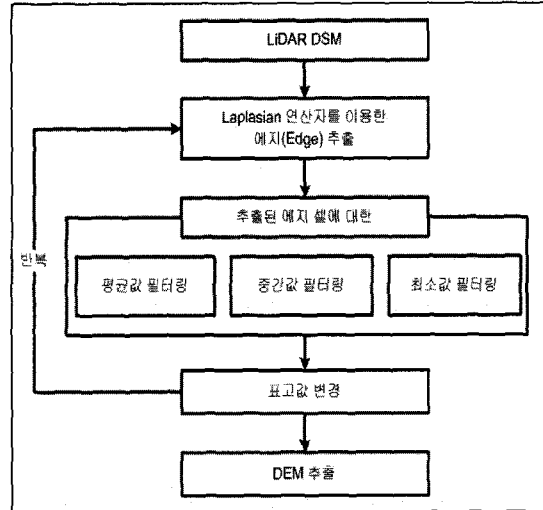 LiDAR DSM
Laplasian 연산자를 이용한
에지(Edge) 추출
추출된 에지 셀에 대한
반복
평균값 필터링
중간값 필터링
최소값 필터링
표고값 변경
DEM 추출